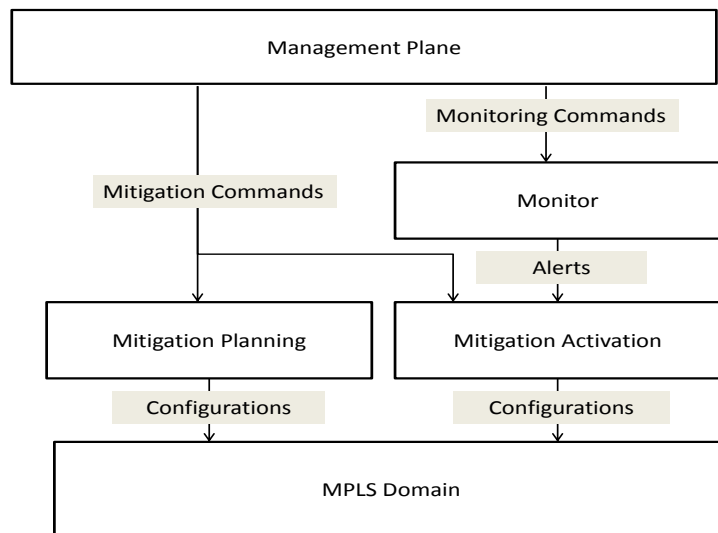 Management Plane
Monitoring Commands
Mitigation Commands
Monitor
Alerts
Mitigation Planning
Mitigation Activation
Configurations
Configurations
MPLS Domain